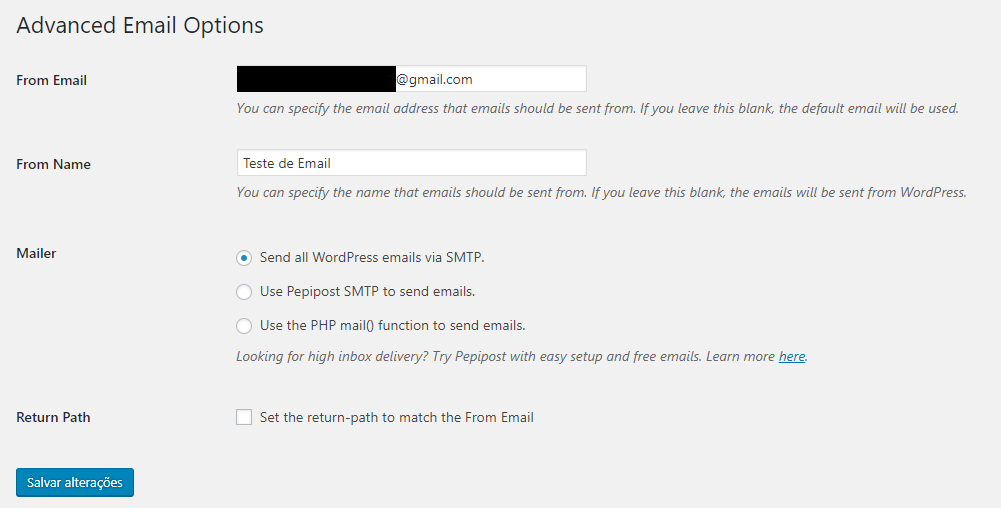 Advanced Email Options
From Email
@gmail.com
You can specify the email address that emails should be sent from. If you leave this blank, the default email will be used.
From Name
Teste de Email
You can specify the name that emails should be sent from. If you leave this blank, the emails will be sent from WordPress.
Mailer
Send all WordPress emails via SMTP.
Use Pepipost SMTP to send emails.
Use the PHP mail() function to send emails.
Looking for high inbox delivery? Try Pepipost with easy setup and free emails. Learn more here.
Return Path
Set the return-path to match the From Email
Salvar alterações